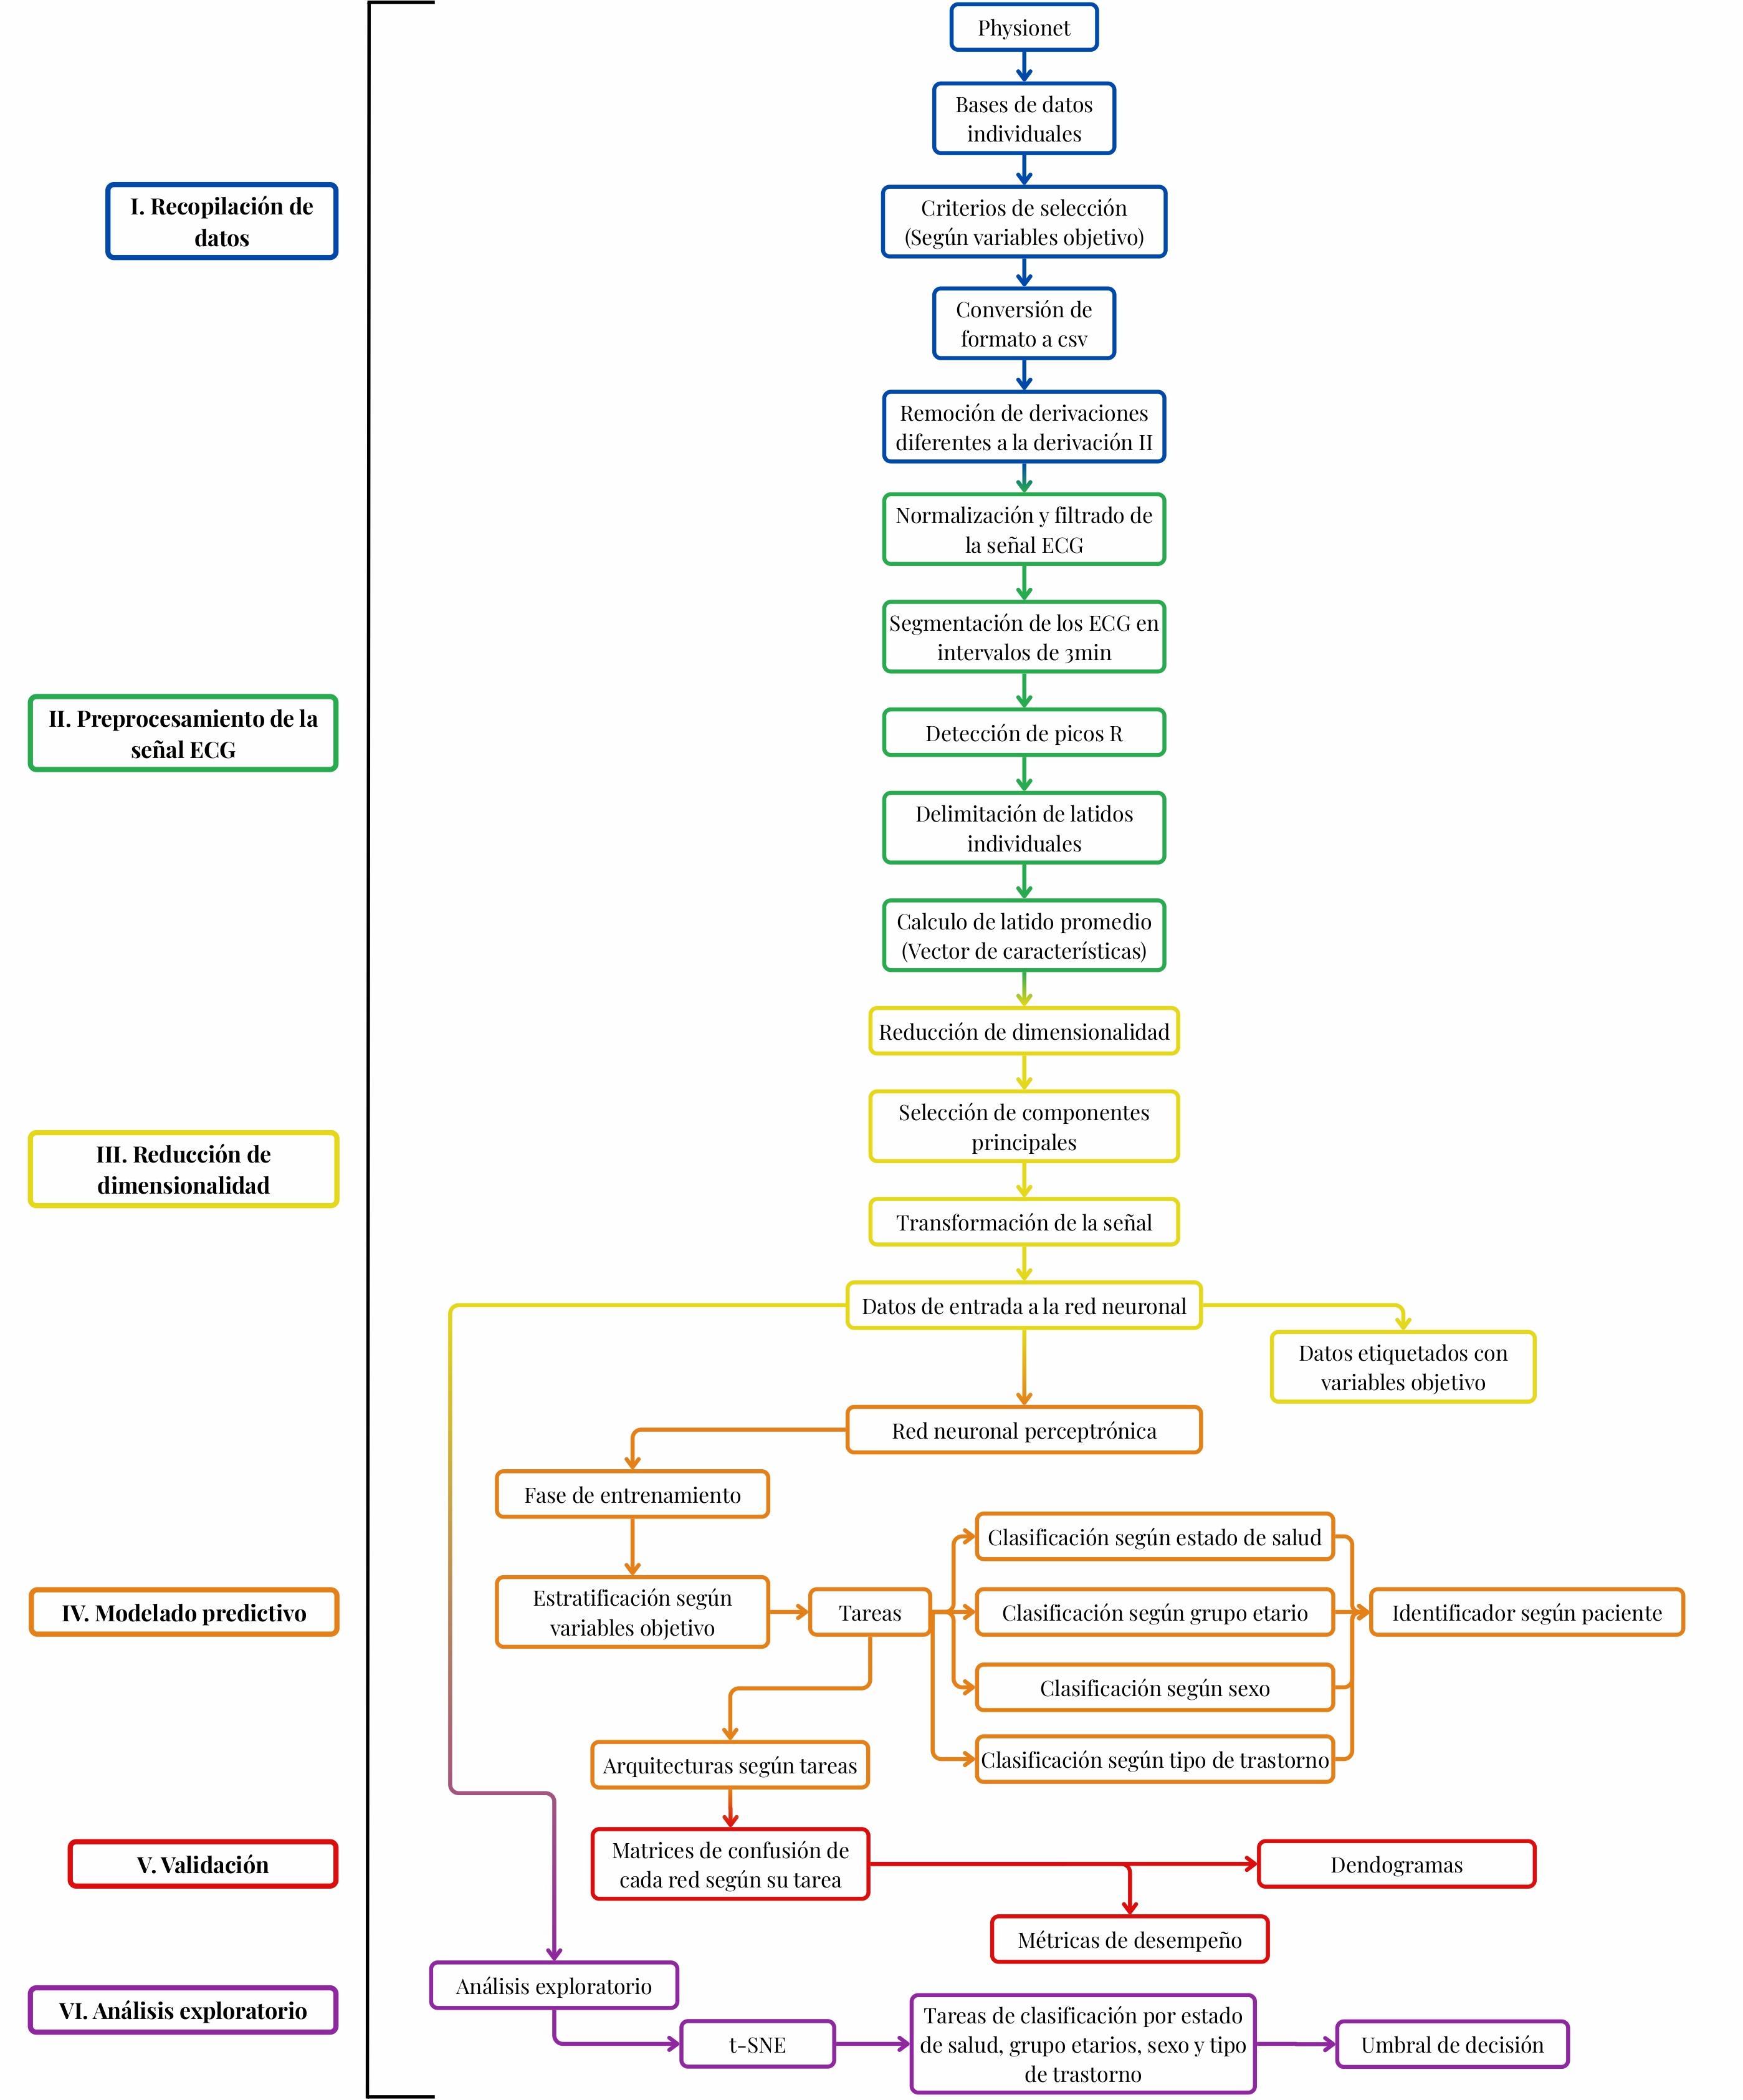 Physionet
Bases de datos
individuales
I. Recopilación de
datos
Criterios de selección
(Según variables objetivo)
Conversión de
formato a csv
Remoción de derivaciones
diferentes a la derivación II
Normalización y filtrado de
la señal ECG
Segmentación de los ECG en
intervalos de 3min
II. Preprocesamiento de la
señal ECG
Detección de picos R
Delimitación de latidos
individuales
Calculo de latido promedio
(Vector de características)
Reducción de dimensionalidad
Selección de componentes
principales
III. Reducción de
dimensionalidad
Transformación de la señal
Datos de entrada a la red neuronal
Datos etiquetados con
variables objetivo
Red neuronal perceptrónica
Fase de entrenamiento
Clasificación según estado de salud
IV. Modelado predictivo
Estratificación según
variables objetivo
Tareas
Clasificación según grupo etario
Identificador según paciente
Clasificación según sexo
Clasificación según tipo de trastorno
Arquitecturas según tareas
V. Validación
Matrices de confusión de
cada red según su tarea
Dendogramas
Métricas de desempeño
Análisis exploratorio
VI. Análisis exploratorio
t-SNE
Tareas de clasificación por estado
de salud, grupo etarios, sexo y tipo
de trastorno
Umbral de decisión